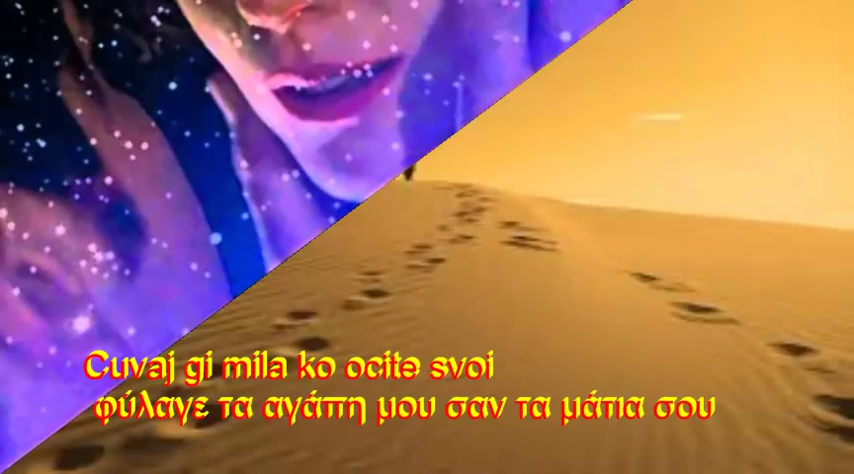 Cuvaj gi mila ko ocite svoi
φύλαγε τα αγάπη μου σαν τα μάτια σου